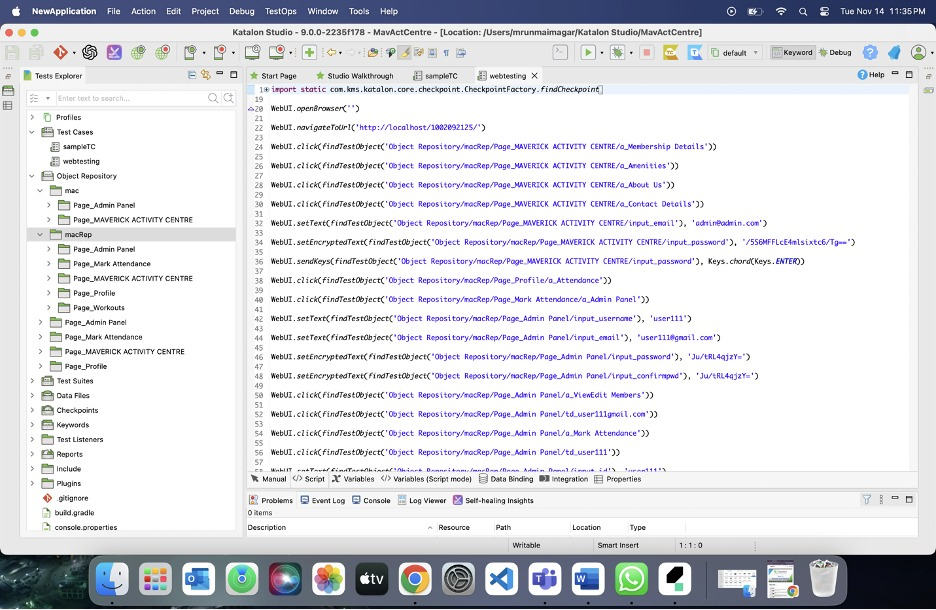 NewApplication File Action Edit Project Debug TestOps Window Tools Help Tue Nov 14 11:35 PM
Katalon Studio - 9.0.0-2235f178 - MavActCentre - [Location: /Users/mrunmaimagar/MavActCentre]
default Keyword Debug
Tests Explorer
Start Page Studio Walkthrough sampleTC webtesting Help
Enter text to search...
Profiles
Test Cases
sampleTC
webtesting
Object Repository
mac
Page_Admin Panel
Page_MAVERICK ACTIVITY CENTRE
macRep
Page_Admin Panel
Page_Mark Attendance
Page_MAVERICK ACTIVITY CENTRE
Page_Profile
Page_Workouts
Page_Admin Panel
Page_Mark Attendance
Page_MAVERICK ACTIVITY CENTRE
Page_Profile
Test Suites
Data Files
Checkpoints
Keywords
Test Listeners
Reports
Include
Plugins
.gitignore
build.gradle
console.properties
1 import static com.kms.katalon.core.checkpoint.CheckpointFactory.findCheckpoint
19
20 WebUI.openBrowser('')
21
22 WebUI.navigateToUrl('http://localhost/1002092125/')
23
24 WebUI.click(findTestObject('Object Repository/macRep/Page_MAVERICK ACTIVITY CENTRE/a_Membership Details'))
25
26 WebUI.click(findTestObject('Object Repository/macRep/Page_MAVERICK ACTIVITY CENTRE/a_Amenities'))
27
28 WebUI.click(findTestObject('Object Repository/macRep/Page_MAVERICK ACTIVITY CENTRE/a_About Us'))
29
30 WebUI.click(findTestObject('Object Repository/macRep/Page_MAVERICK ACTIVITY CENTRE/a_Contact Details'))
31
32 WebUI.setText(findTestObject('Object Repository/macRep/Page_MAVERICK ACTIVITY CENTRE/input_email'), 'admin@admin.com')
33
34 WebUI.setEncryptedText(findTestObject('Object Repository/macRep/Page_MAVERICK ACTIVITY CENTRE/input_password'), '/5S6MFFLcE4mlsixtc6/Tg==')
35
36 WebUI.sendKeys(findTestObject('Object Repository/macRep/Page_MAVERICK ACTIVITY CENTRE/input_password'), Keys.chord(Keys.ENTER))
37
38 WebUI.click(findTestObject('Object Repository/macRep/Page_Profile/a_Attendance'))
39
40 WebUI.click(findTestObject('Object Repository/macRep/Page_Mark Attendance/a_Admin Panel'))
41
42 WebUI.setText(findTestObject('Object Repository/macRep/Page_Admin Panel/input_username'), 'user111')
43
44 WebUI.setText(findTestObject('Object Repository/macRep/Page_Admin Panel/input_email'), 'user111@gmail.com')
45
46 WebUI.setEncryptedText(findTestObject('Object Repository/macRep/Page_Admin Panel/input_password'), 'Ju/tRL4qjzY=')
47
48 WebUI.setEncryptedText(findTestObject('Object Repository/macRep/Page_Admin Panel/input_confirmpwd'), 'Ju/tRL4qjzY=')
49
50 WebUI.click(findTestObject('Object Repository/macRep/Page_Admin Panel/a_ViewEdit Members'))
51
52 WebUI.click(findTestObject('Object Repository/macRep/Page_Admin Panel/td_user111gmail.com'))
53
54 WebUI.click(findTestObject('Object Repository/macRep/Page_Admin Panel/a_Mark Attendance'))
55
56 WebUI.click(findTestObject('Object Repository/macRep/Page_Admin Panel/td_user111'))
57
Manual Script Variables Variables (Script mode) Data Binding Integration Properties
Problems Event Log Console Log Viewer Self-healing Insights
0 items
Description Resource Path Location Type
Writable Smart Insert 1 : 1 : 0
tv